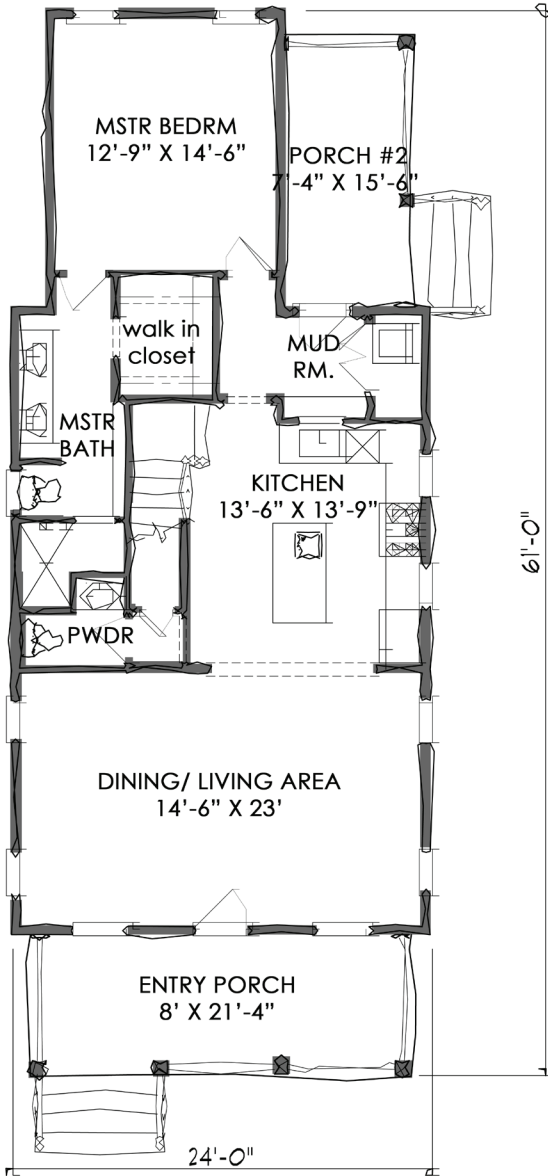 MSTR BEDRM
12'-9" X 14'-6"
PORCH #2
7'-4" X 15'-6"
walk in
closet
MUD
RM.
MSTR
BATH
KITCHEN
13'-6" X 13'-9"
61'-0"
PWDR
DINING/ LIVING AREA
14'-6" X 23'
ENTRY PORCH
8' X 21'-4"
24'-0"